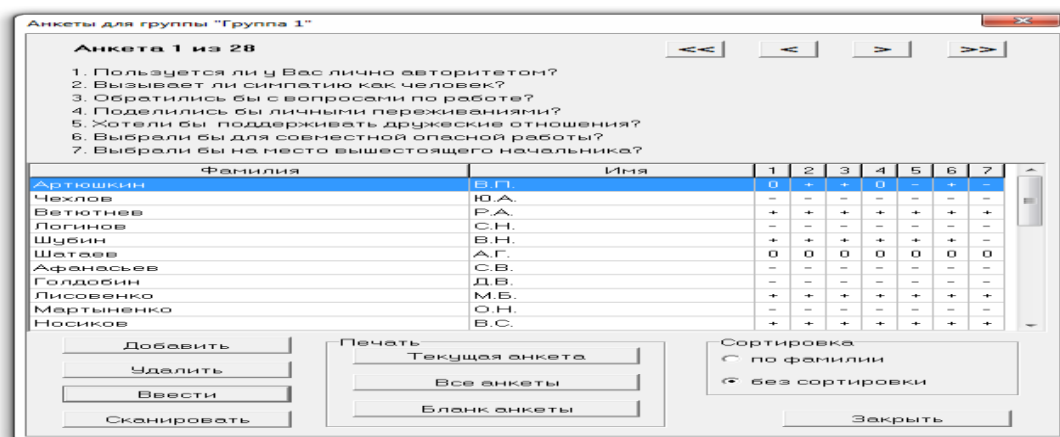 Анкеты для группы "Группа 1"
Анкета 1 из 28
<< < > >>
1. Пользуется ли у Вас лично авторитетом?
2. Вызывает ли симпатию как человек?
3. Обратились бы с вопросами по работе?
4. Поделились бы личными переживаниями?
5. Хотели бы поддерживать дружеские отношения?
6. Выбрали бы для совместной опасной работы?
7. Выбрали бы на место вышестоящего начальника?
Фамилия Имя 1 2 3 4 5 6 7
Артюшкин В.П. 0 + + 0 - + -
Чехлов Ю.А. - - - - - - -
Ветютнев Р.А. + + + + + + +
Логинов С.Н. - - - - - - -
Шубин В.Н. + + + + + + -
Шатаев А.Г. 0 0 0 0 0 0 0
Афанасьев С.В. - - - - - - -
Голдобин Д.В. - - - - - - -
Лисовенко М.Б. + + + + + + +
Мартыненко О.Н. - - - - - - -
Носиков В.С. + + + + + + +
Добавить
Удалить
Ввести
Сканировать
Печать
Текущая анкета
Все анкеты
Бланк анкеты
Сортировка
по фамилии
без сортировки
Закрыть